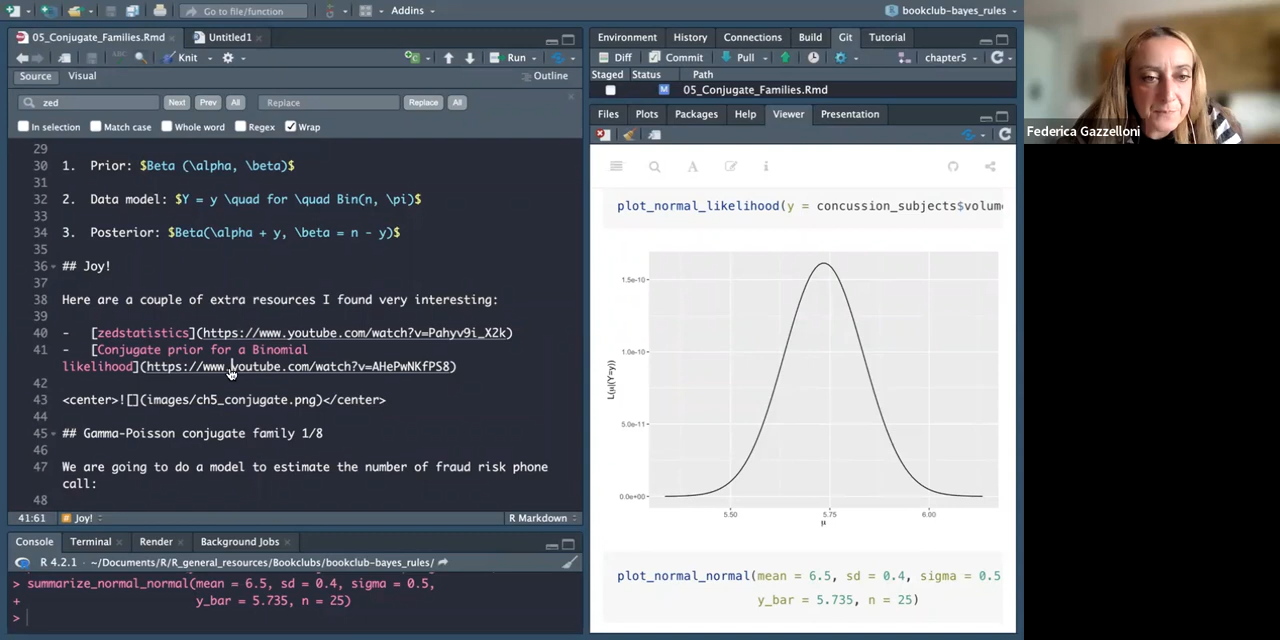 Go to file/function
Addins
bookclub-bayes_rules
05_Conjugate_Families.Rmd
Untitled1
ABC
Knit
Run
Source
Visual
Outline
zed
Next
Prev
All
Replace
Replace
All
In selection
Match case
Whole word
Regex
Wrap
29
30 1. Prior: $Beta (\alpha, \beta)$
31
32 2. Data model: $Y = y \quad for \quad Bin(n, \pi)$
33
34 3. Posterior: $Beta(\alpha + y, \beta = n - y)$
35
36 ## Joy!
37
38 Here are a couple of extra resources I found very interesting:
39
40 - [zedstatistics](https://www.youtube.com/watch?v=Pahyv9i_X2k)
41 - [Conjugate prior for a Binomial
likelihood](https://www.youtube.com/watch?v=AHePwNKfPS8)
42
43 <center>![](images/ch5_conjugate.png)</center>
44
45 ## Gamma-Poisson conjugate family 1/8
46
47 We are going to do a model to estimate the number of fraud risk phone
call:
48
41:61
# Joy!
R Markdown
Console
Terminal
Render
Background Jobs
R 4.2.1 · ~/Documents/R/R_general_resources/Bookclubs/bookclub-bayes_rules/
> summarize_normal_normal(mean = 6.5, sd = 0.4, sigma = 0.5,
+ y_bar = 5.735, n = 25)
>
Environment
History
Connections
Build
Git
Tutorial
Diff
Commit
Pull
chapter5
Staged
Status
Path
M
05_Conjugate_Families.Rmd
Files
Plots
Packages
Help
Viewer
Presentation
A
i
plot_normal_likelihood(y = concussion_subjects$volum
1.5e-10
1.0e-10
5.0e-11
0.0e+00
L(μ|(Y=y))
5.50
5.75
6.00
μ
plot_normal_normal(mean = 6.5, sd = 0.4, sigma = 0.5
y_bar = 5.735, n = 25)
Federica Gazzelloni